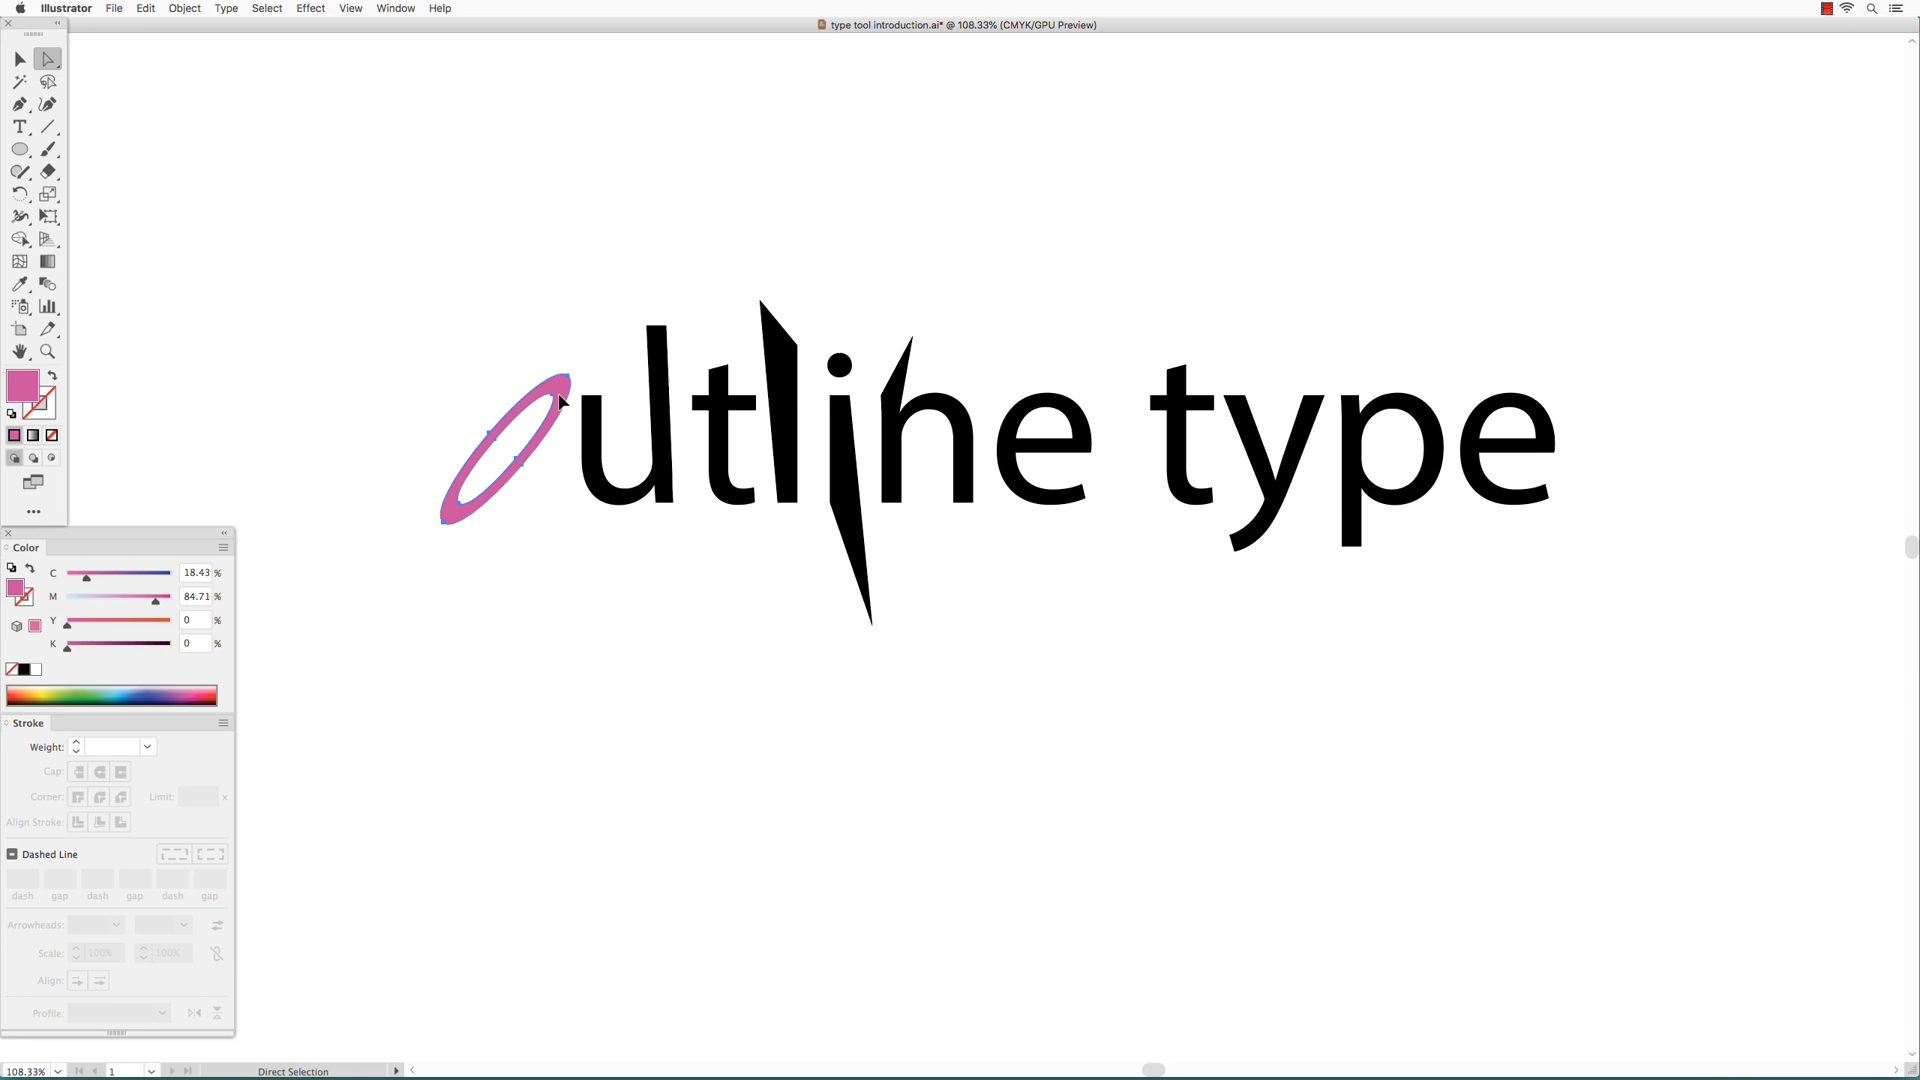 Illustrator File Edit Object Type Select Effect View Window Help
type tool introduction.ai* @ 108.33% (CMYK/GPU Preview)
outline type
Color
C 18.43 %
M 84.71 %
Y 0 %
K 0 %
Stroke
Weight:
Cap:
Corner: Limit: x
Align Stroke:
Dashed Line
dash gap dash gap dash gap
Arrowheads:
Scale: 100% 100%
Align:
Profile:
108.33% 1 Direct Selection